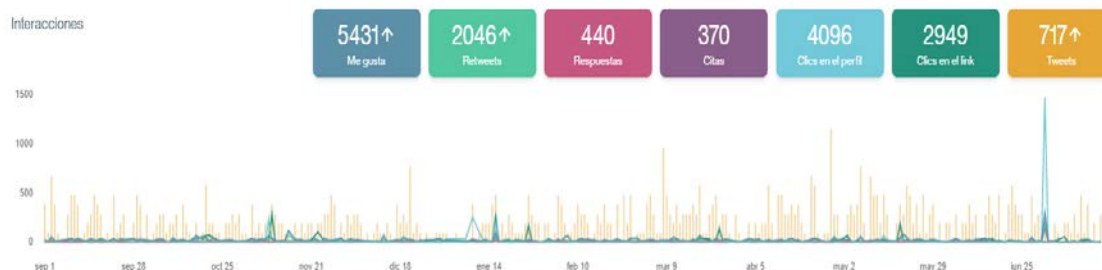 Interacciones
5431↑ 2046↑ 440 370 4096 2949 717↑
Me gusta Retweets Respuestas Citas Clics en el perfil Clics en el link Tweets
1500
1000
500
0
sep 1 sep 28 oct 25 nov 21 dic 18 ene 14 feb 10 mar 9 abr 5 may 2 may 29 jun 25